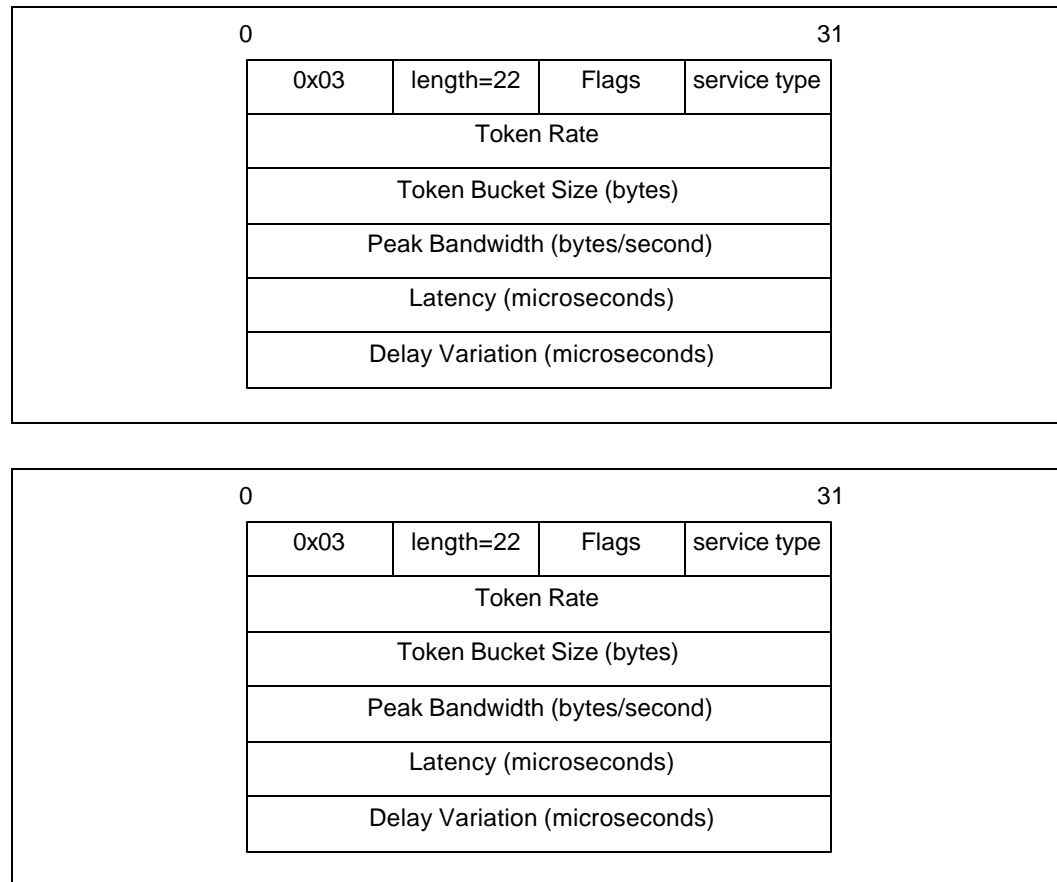 0 31
0x03 length=22 Flags service type
Token Rate
Token Bucket Size (bytes)
Peak Bandwidth (bytes/second)
Latency (microseconds)
Delay Variation (microseconds)
0 31
0x03 length=22 Flags service type
Token Rate
Token Bucket Size (bytes)
Peak Bandwidth (bytes/second)
Latency (microseconds)
Delay Variation (microseconds)